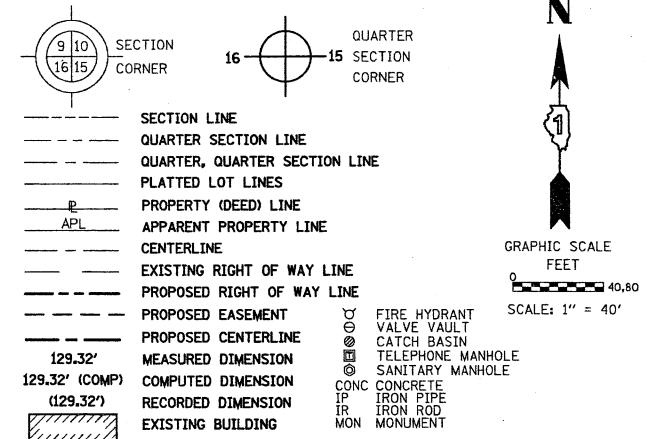 9 10
16 15
SECTION
CORNER
16
15
QUARTER
SECTION
CORNER
SECTION LINE
QUARTER SECTION LINE
QUARTER, QUARTER SECTION LINE
PLATTED LOT LINES
PL PROPERTY (DEED) LINE
APL APPARENT PROPERTY LINE
CENTERLINE
EXISTING RIGHT OF WAY LINE
PROPOSED RIGHT OF WAY LINE
PROPOSED EASEMENT
PROPOSED CENTERLINE
129.32' MEASURED DIMENSION
129.32' (COMP) COMPUTED DIMENSION
(129.32') RECORDED DIMENSION
EXISTING BUILDING
FIRE HYDRANT
VALVE VAULT
CATCH BASIN
T TELEPHONE MANHOLE
SANITARY MANHOLE
CONC CONCRETE
IP IRON PIPE
IR IRON ROD
MON MONUMENT
N
1
GRAPHIC SCALE
FEET
0 40,80
SCALE: 1" = 40'